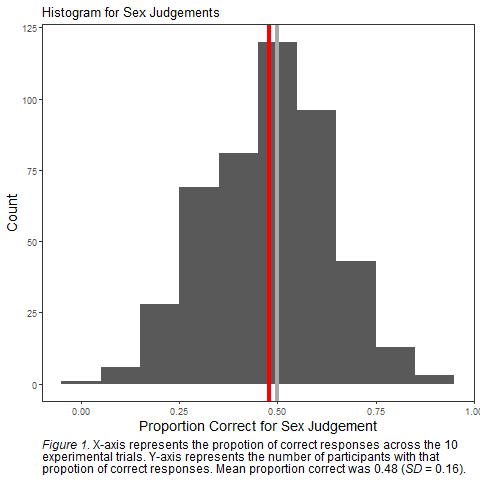 Histogram for Sex Judgements
125
100
75
50
25
0
Count
0.00 0.25 0.50 0.75 1.00
Proportion Correct for Sex Judgement
Figure 1. X-axis represents the propotion of correct responses across the 10
experimental trials. Y-axis represents the number of participants with that
propotion of correct responses. Mean proportion correct was 0.48 (SD = 0.16).